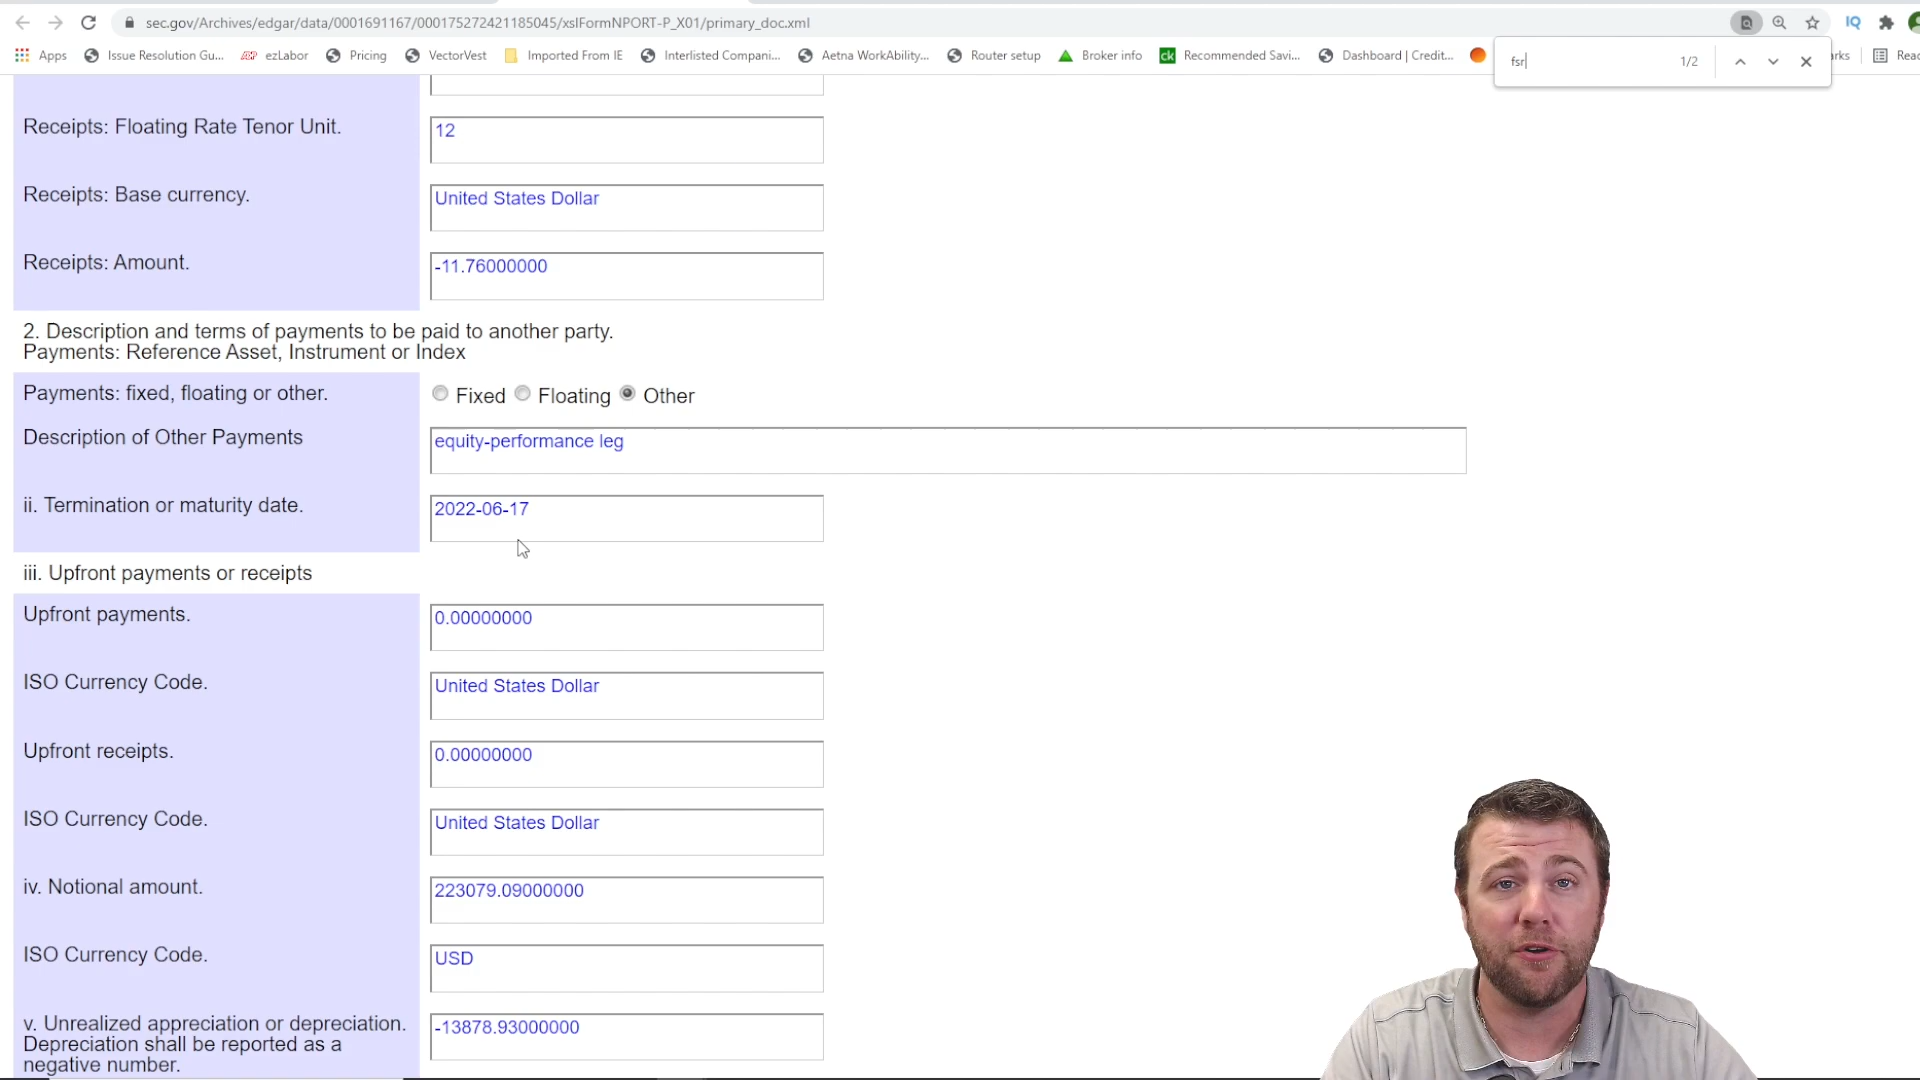 sec.gov/Archives/edgar/data/0001691167/000175272421185045/xslFormNPORT-P_X01/primary_doc.xml
IQ
Apps Issue Resolution Gu... ADP ezLabor Pricing VectorVest Imported From IE Interlisted Compani... Aetna WorkAbility... Router setup Broker info ck Recommended Savi... Dashboard | Credit...
fsr 1/2
Receipts: Floating Rate Tenor Unit. 12
Receipts: Base currency. United States Dollar
Receipts: Amount. -11.76000000
2. Description and terms of payments to be paid to another party.
Payments: Reference Asset, Instrument or Index
Payments: fixed, floating or other. Fixed Floating Other
Description of Other Payments equity-performance leg
ii. Termination or maturity date. 2022-06-17
iii. Upfront payments or receipts
Upfront payments. 0.00000000
ISO Currency Code. United States Dollar
Upfront receipts. 0.00000000
ISO Currency Code. United States Dollar
iv. Notional amount. 223079.09000000
ISO Currency Code. USD
v. Unrealized appreciation or depreciation. -13878.93000000
Depreciation shall be reported as a
negative number.